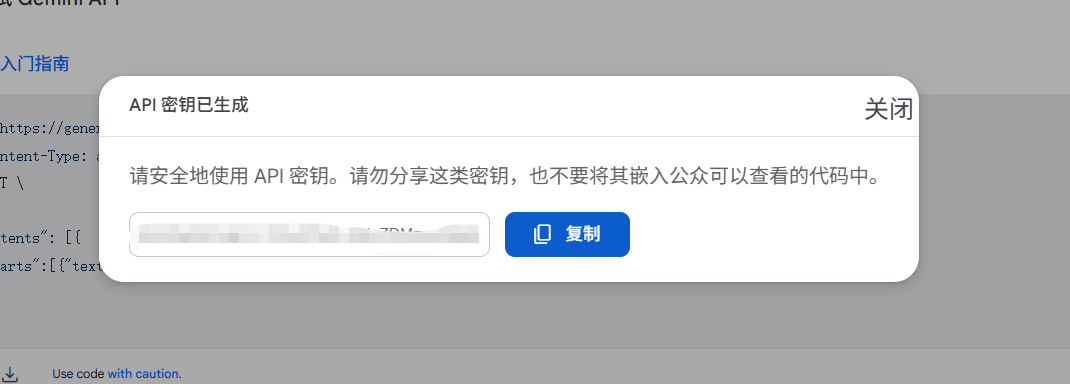 试 Gemini API
入门指南
https://gener
ntent-Type: a
T \
tents": [{
arts":[{"text
API 密钥已生成
关闭
请安全地使用 API 密钥。请勿分享这类密钥，也不要将其嵌入公众可以查看的代码中。
复制
Use code with caution.